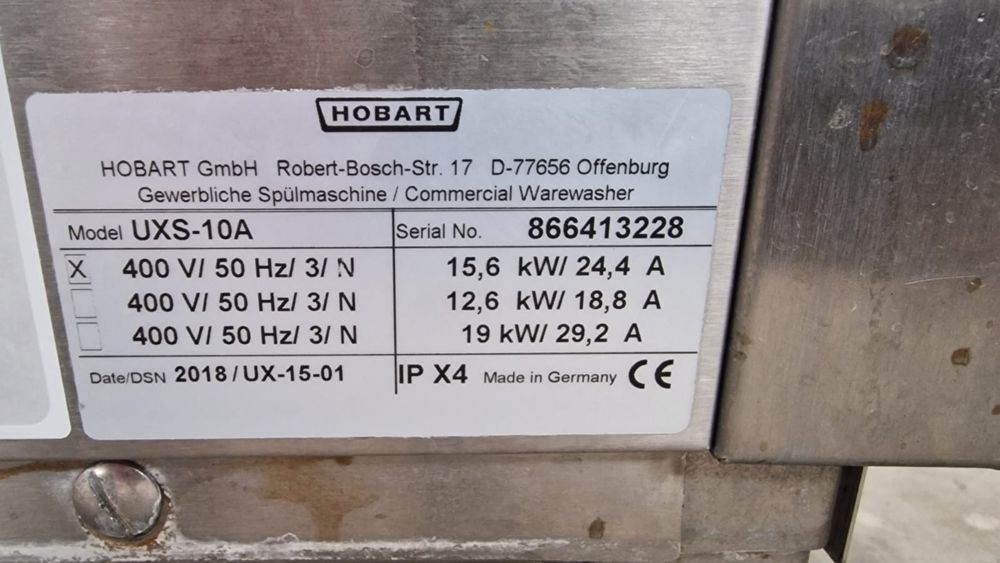 HOBART
HOBART GmbH Robert-Bosch-Str. 17 D-77656 Offenburg
Gewerbliche Spülmaschine / Commercial Warewasher
Model UXS-10A Serial No. 866413228
X 400 V/ 50 Hz/ 3/ N 15,6 kW/ 24,4 A
400 V/ 50 Hz/ 3/ N 12,6 kW/ 18,8 A
400 V/ 50 Hz/ 3/ N 19 kW/ 29,2 A
Date/DSN 2018/UX-15-01 IP X4 Made in Germany CE